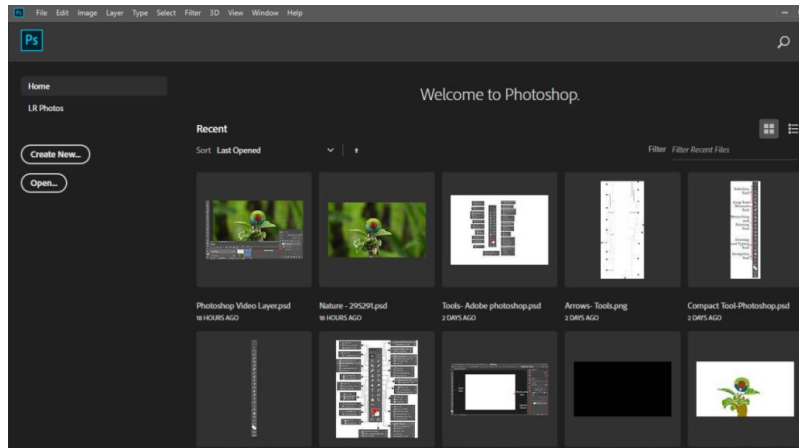 Ps File Edit Image Layer Type Select Filter 3D View Window Help
Ps
Home
LR Photos
Create New...
Open...
Welcome to Photoshop.
Recent
Sort Last Opened
Filter Filter Recent Files
Photoshop Video Layer.psd
18 HOURS AGO
Nature - 295291.psd
18 HOURS AGO
Tools- Adobe photoshop.psd
2 DAYS AGO
Arrows- Tools.png
2 DAYS AGO
Compact Tool-Photoshop.psd
2 DAYS AGO